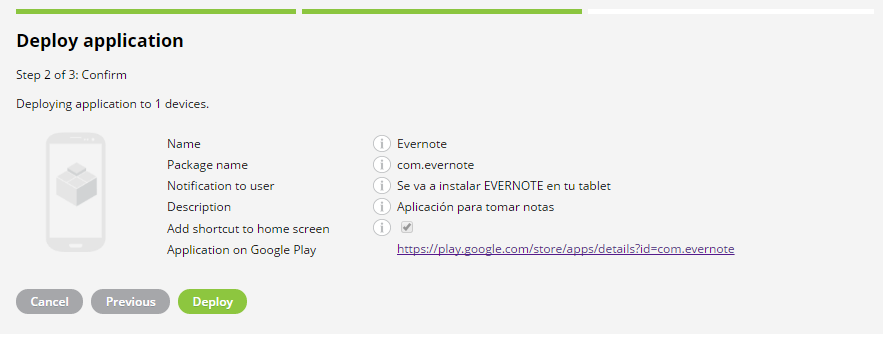 Deploy application
Step 2 of 3: Confirm
Deploying application to 1 devices.
Name i Evernote
Package name i com.evernote
Notification to user i Se va a instalar EVERNOTE en tu tablet
Description i Aplicación para tomar notas
Add shortcut to home screen i
Application on Google Play https://play.google.com/store/apps/details?id=com.evernote
Cancel Previous Deploy